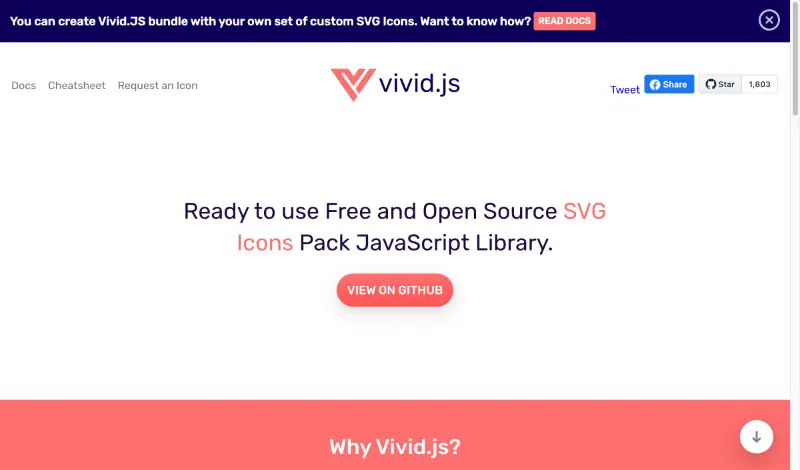 You can create Vivid.JS bundle with your own set of custom SVG Icons. Want to know how? READ DOCS
Docs Cheatsheet Request an Icon
vivid.js
Tweet Share Star 1,803
Ready to use Free and Open Source SVG
Icons Pack JavaScript Library.
VIEW ON GITHUB
Why Vivid.js?